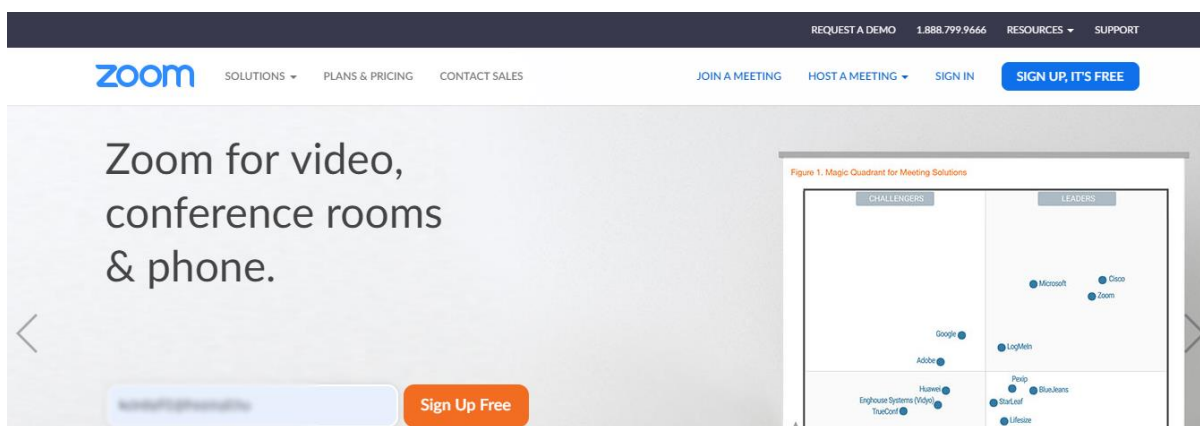 REQUEST A DEMO 1.888.799.9666 RESOURCES SUPPORT
zoom SOLUTIONS PLANS & PRICING CONTACT SALES JOIN A MEETING HOST A MEETING SIGN IN SIGN UP, IT'S FREE
Zoom for video,
conference rooms
& phone.
Sign Up Free
Figure 1. Magic Quadrant for Meeting Solutions
CHALLENGERS LEADERS
Microsoft Cisco
Zoom
Google
LogMeIn
Adobe
Pexip
Huawei BlueJeans
Enghouse Systems (Vidyo) StarLeaf
TrueConf
Lifesize